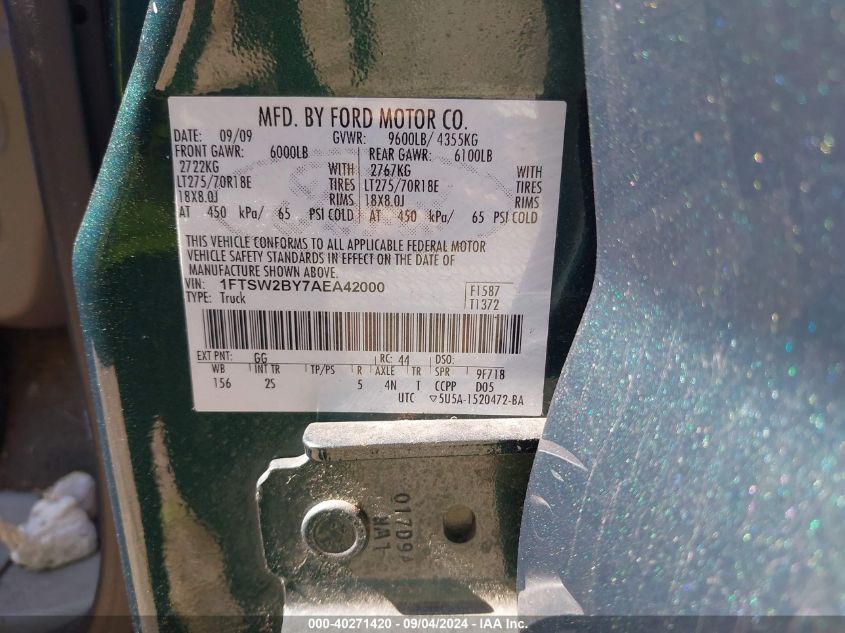 MFD. BY FORD MOTOR CO.
DATE: 09/09 GVWR: 9600LB/ 4355KG
FRONT GAWR: 6000LB REAR GAWR: 6100LB
2722KG WITH 2767KG WITH
LT275/70R18E TIRES LT275/70R18E TIRES
18X8.0J RIMS 18X8.0J RIMS
AT 450 kPa/ 65 PSI COLD AT 450 kPa/ 65 PSI COLD
THIS VEHICLE CONFORMS TO ALL APPLICABLE FEDERAL MOTOR
VEHICLE SAFETY STANDARDS IN EFFECT ON THE DATE OF
MANUFACTURE SHOWN ABOVE.
VIN: 1FTSW2BY7AEA42000 F1587
TYPE: Truck T1372
EXT PNT: GG RC: 44 DSO:
WB INT TR TP/PS R AXLE TR SPR 9F718
156 2S 5 4N T CCPP D05
UTC ▽5U5A-1520472-BA
017D9
000-40271420 - 09/04/2024 - IAAI - US Inc.